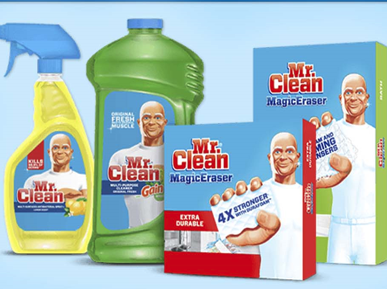 KILLS
Mr.
Clean
ORIGINAL
FRESH
MUSCLE
Mr.
Clean
MULTI-PURPOSE
CLEANER
Gain
Mr.
Clean
MagicEraser
EXTRA
DURABLE
4X STRONGER
WITH DURAFOAM
Mr.
Clean
MagicEraser
BATH